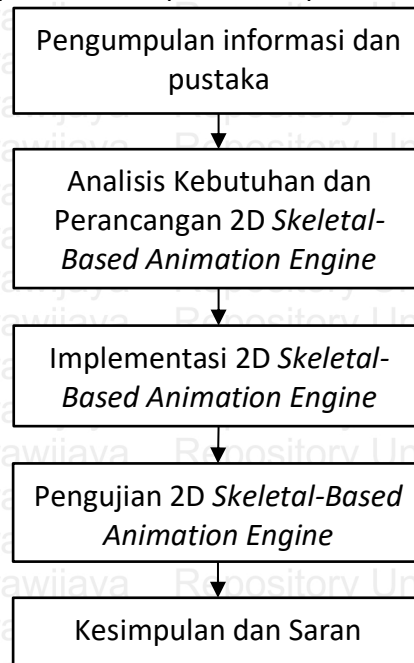 Pengumpulan informasi dan
pustaka
Analisis Kebutuhan dan
Perancangan 2D Skeletal-
Based Animation Engine
Implementasi 2D Skeletal-
Based Animation Engine
Pengujian 2D Skeletal-Based
Animation Engine
Kesimpulan dan Saran